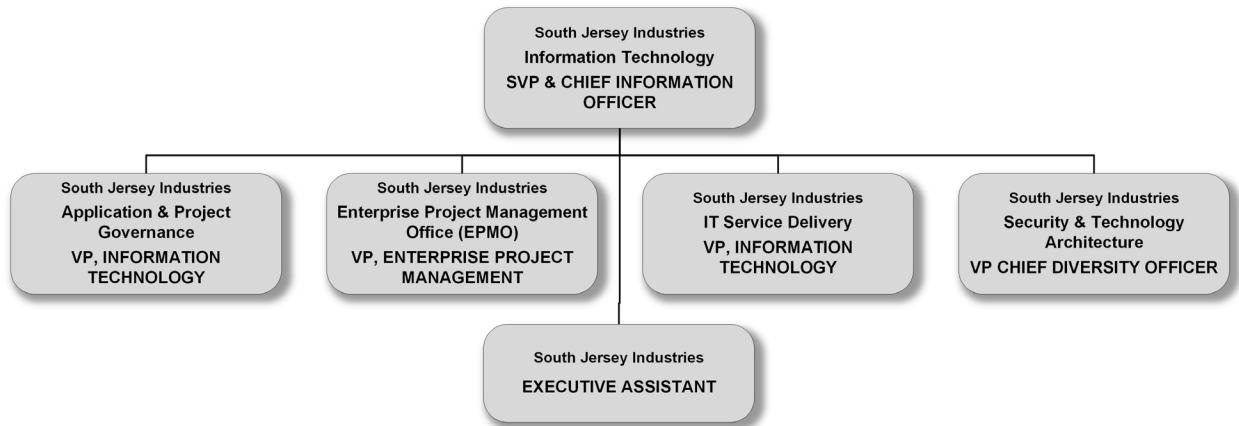 South Jersey Industries
Information Technology
SVP & CHIEF INFORMATION
OFFICER
South Jersey Industries
Application & Project
Governance
VP, INFORMATION
TECHNOLOGY
South Jersey Industries
Enterprise Project Management
Office (EPMO)
VP, ENTERPRISE PROJECT
MANAGEMENT
South Jersey Industries
IT Service Delivery
VP, INFORMATION
TECHNOLOGY
South Jersey Industries
Security & Technology
Architecture
VP CHIEF DIVERSITY OFFICER
South Jersey Industries
EXECUTIVE ASSISTANT